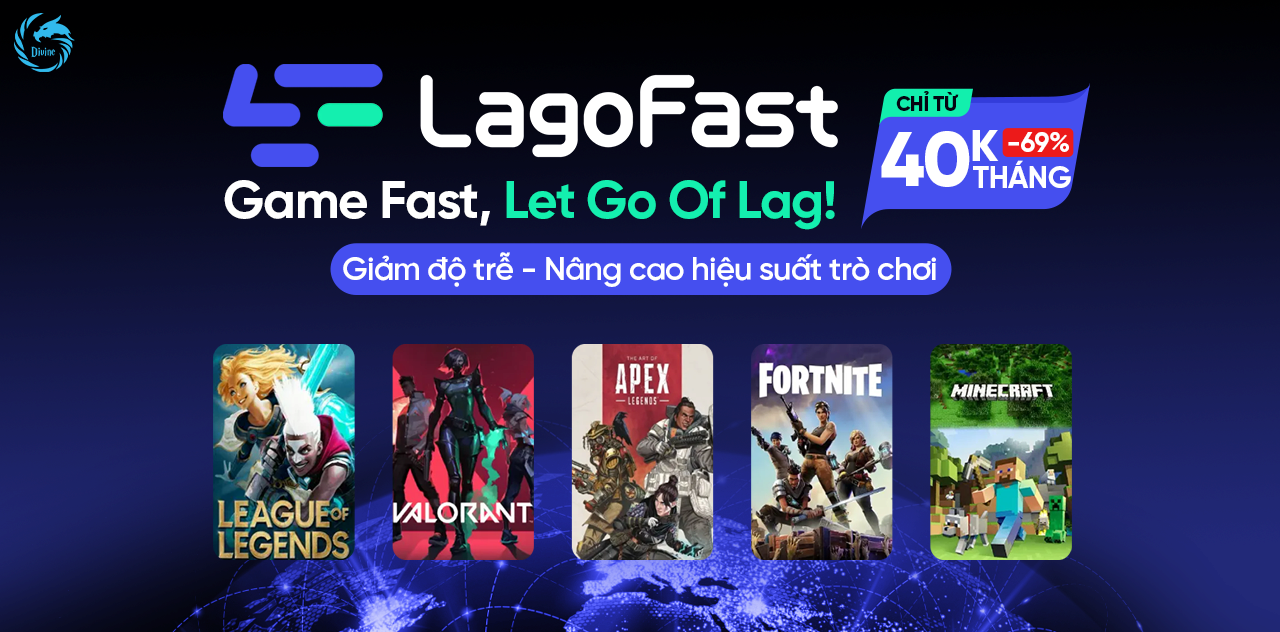 Divine
LagoFast
CHỈ TỪ
40K
-69%
THÁNG
Game Fast, Let Go Of Lag!
Giảm độ trễ - Nâng cao hiệu suất trò chơi
LEAGUE OF
LEGENDS
VALORANT
THE ART OF
APEX
LEGENDS
FORTNITE
MINECRAFT